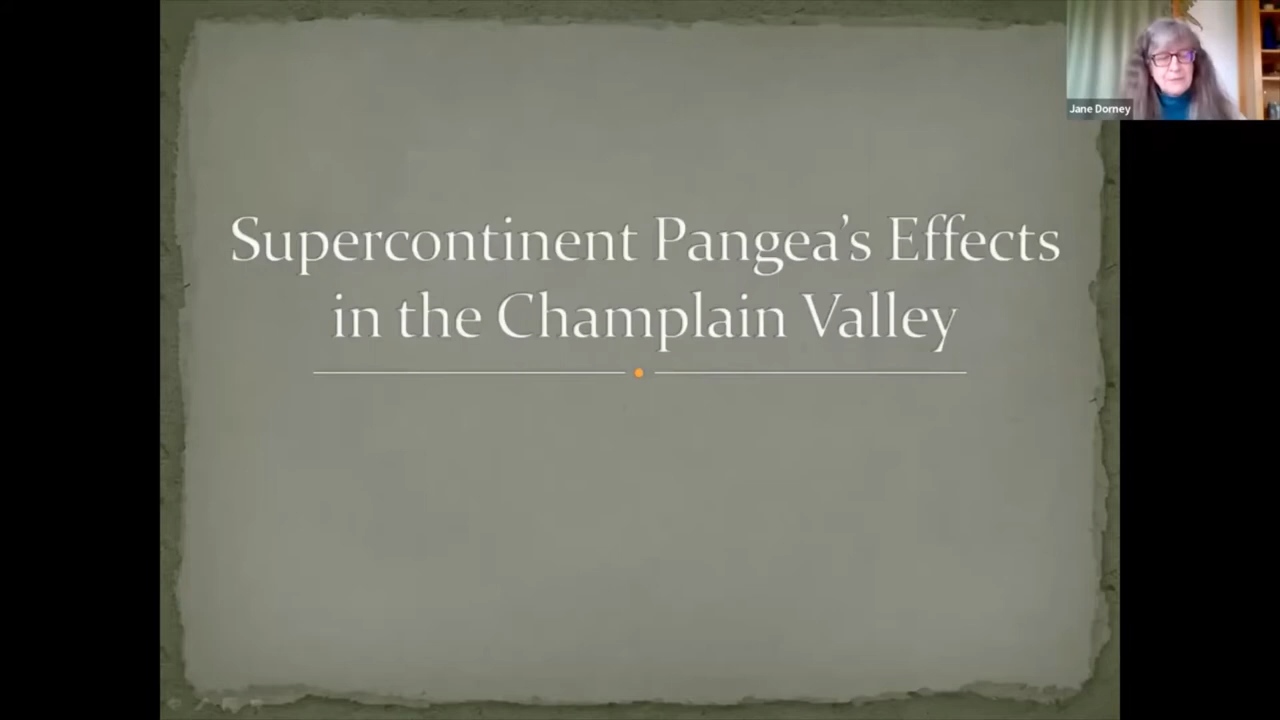 Supercontinent Pangea's Effects
in the Champlain Valley
Jane Dorney